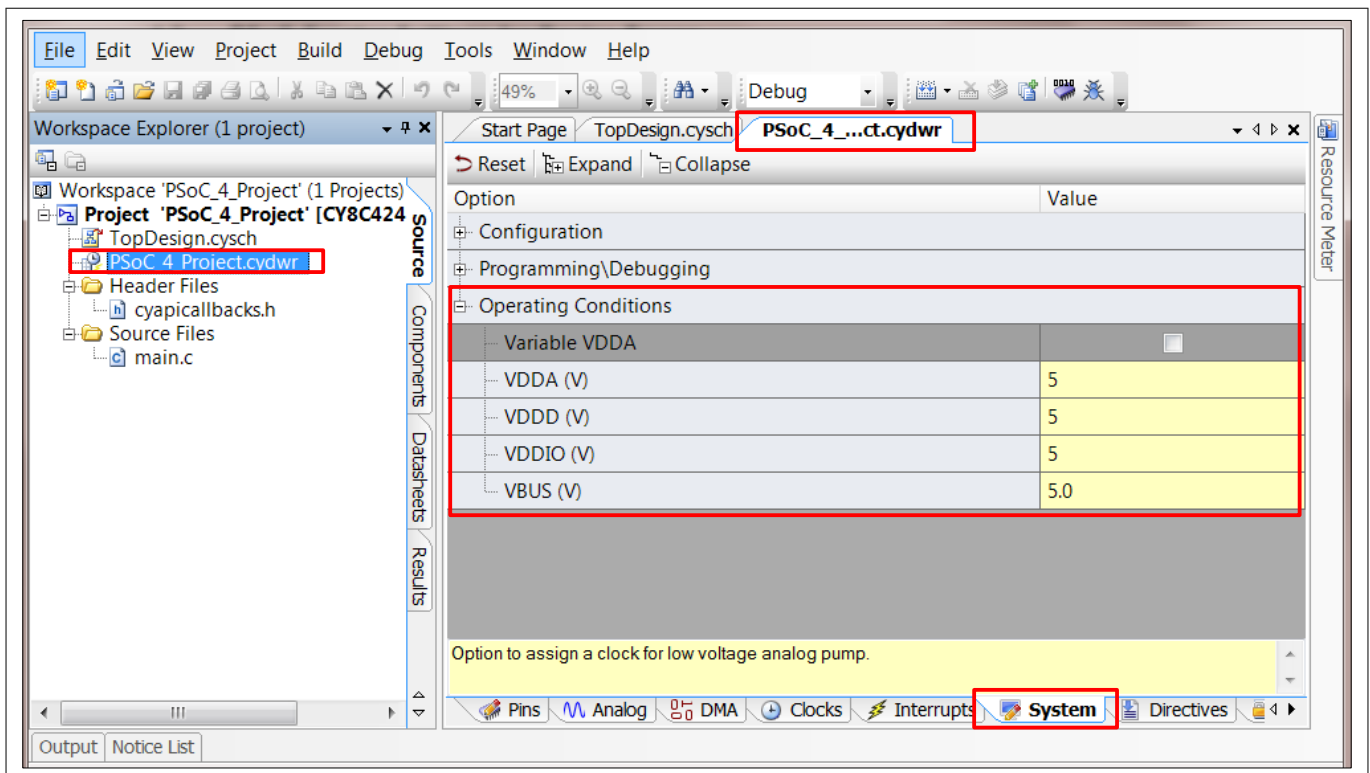 File Edit View Project Build Debug Tools Window Help
49% Debug
Workspace Explorer (1 project)
Start Page TopDesign.cysch PSoC_4_...ct.cydwr
Reset Expand Collapse
Workspace 'PSoC_4_Project' (1 Projects)
Project 'PSoC_4_Project' [CY8C424
TopDesign.cysch
PSoC_4_Project.cydwr
Header Files
cyapicallbacks.h
Source Files
main.c
Source
Components
Datasheets
Results
Option Value
Configuration
Programming\Debugging
Operating Conditions
Variable VDDA
VDDA (V) 5
VDDD (V) 5
VDDIO (V) 5
VBUS (V) 5.0
Option to assign a clock for low voltage analog pump.
Pins Analog DMA Clocks Interrupts System Directives
Resource Meter
Output Notice List